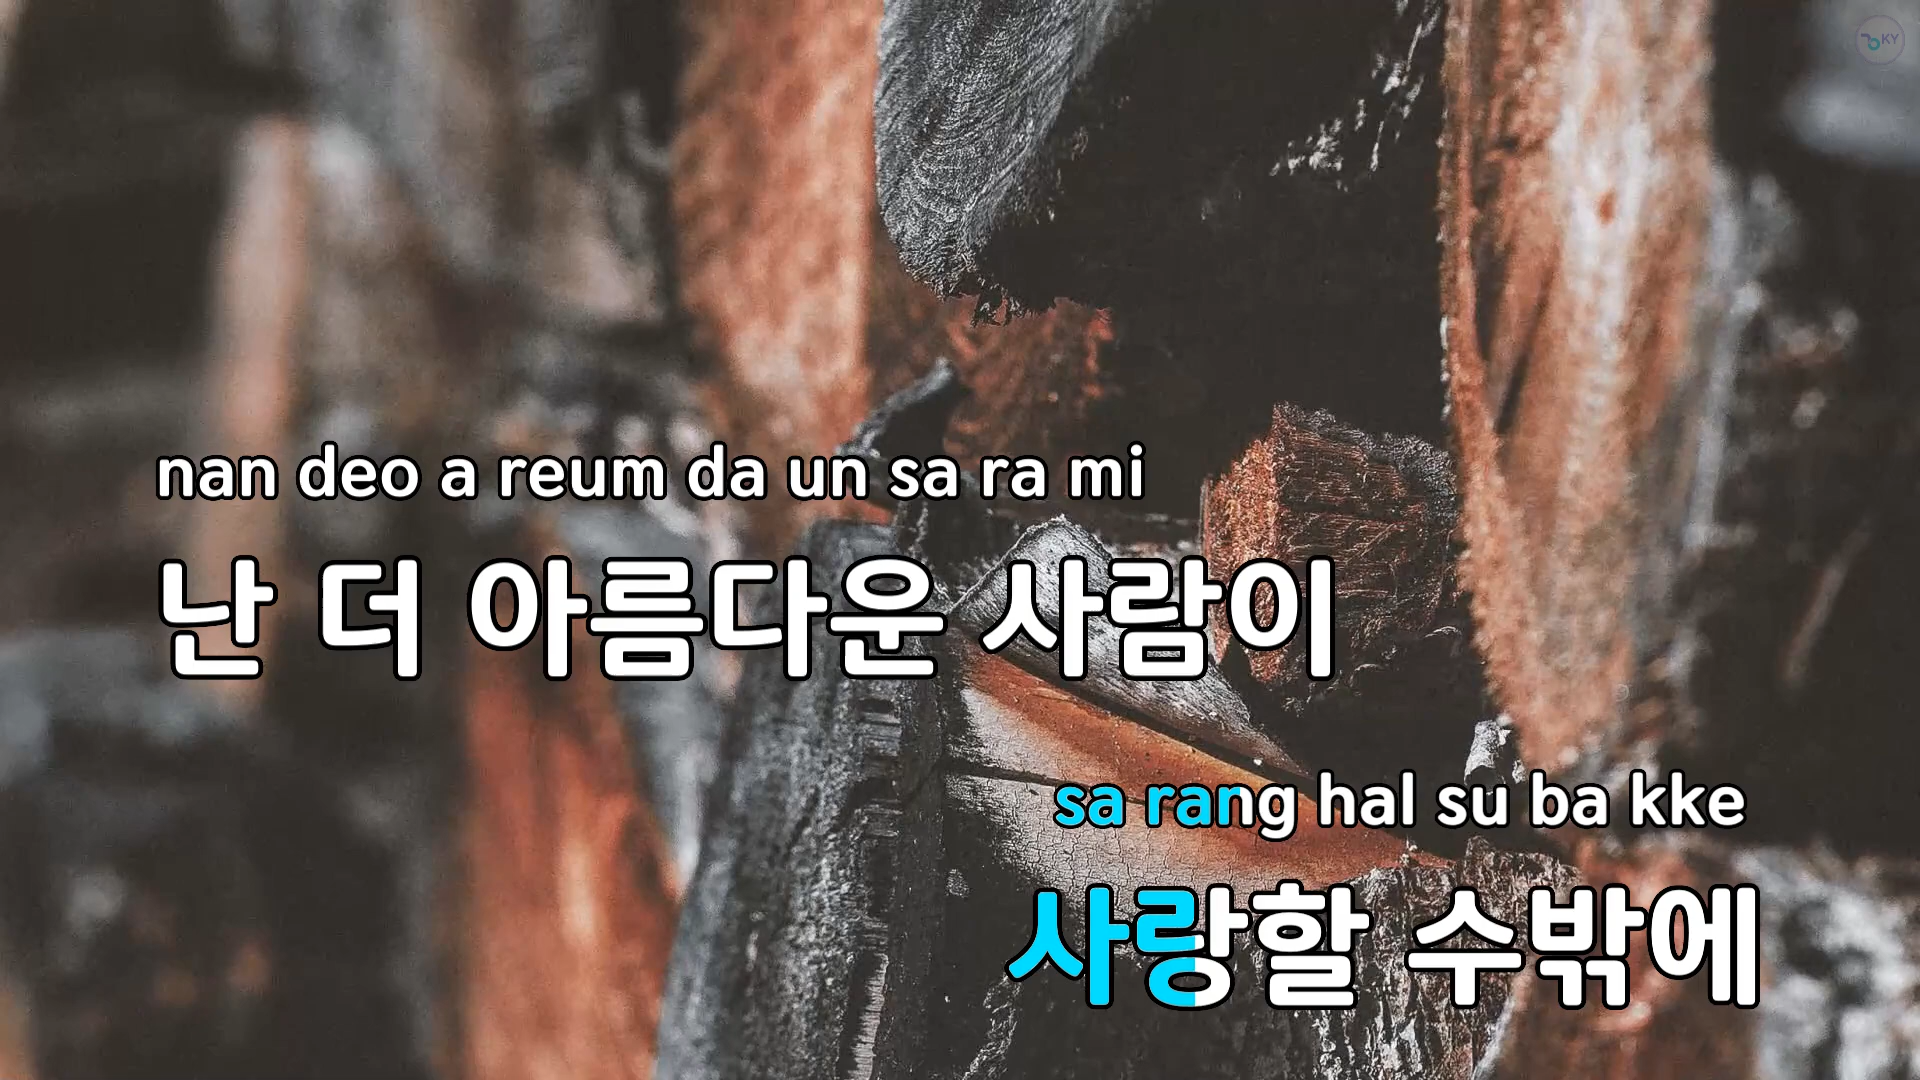 KY
nan deo a reum da un sa ra mi
난 더 아름다운 사람이
sa rang hal su ba kke
사랑할 수밖에